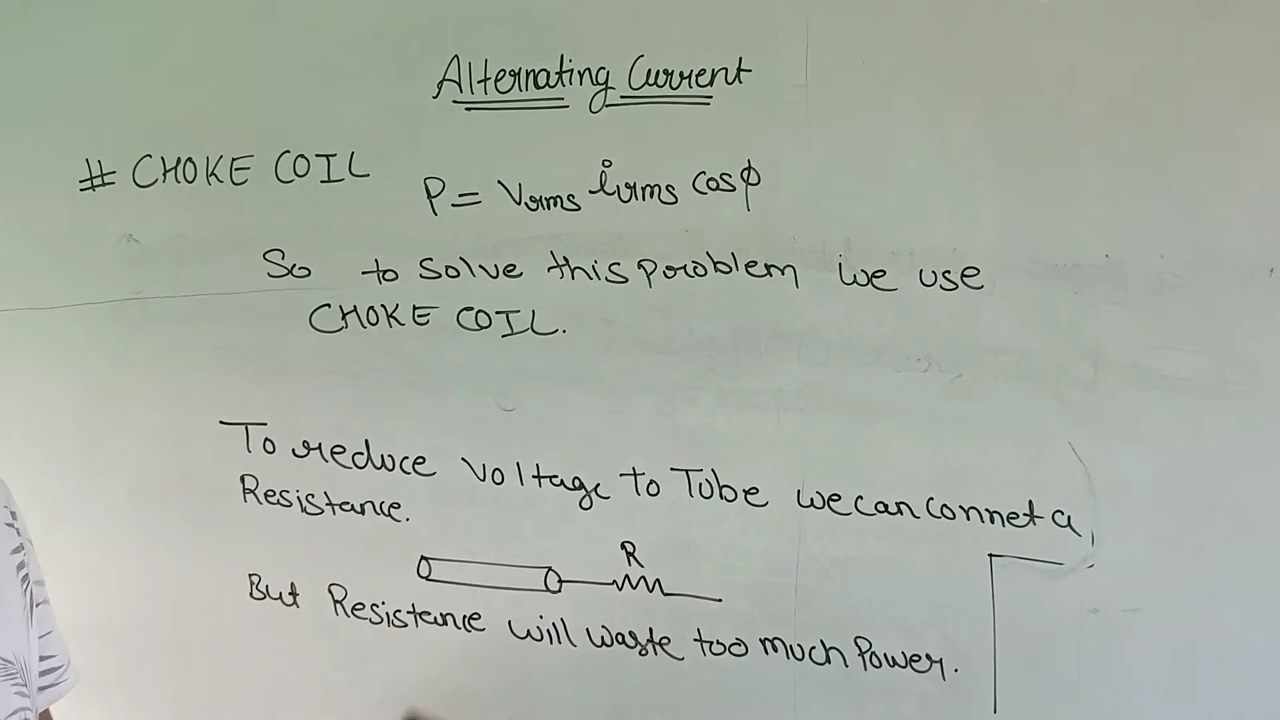 Alternating Current
# CHOKE COIL
P = Vrms irms cosϕ
So to solve this problem we use
CHOKE COIL.
To reduce voltage to Tube we can connet a
Resistance.
R
But Resistance will waste too much Power.